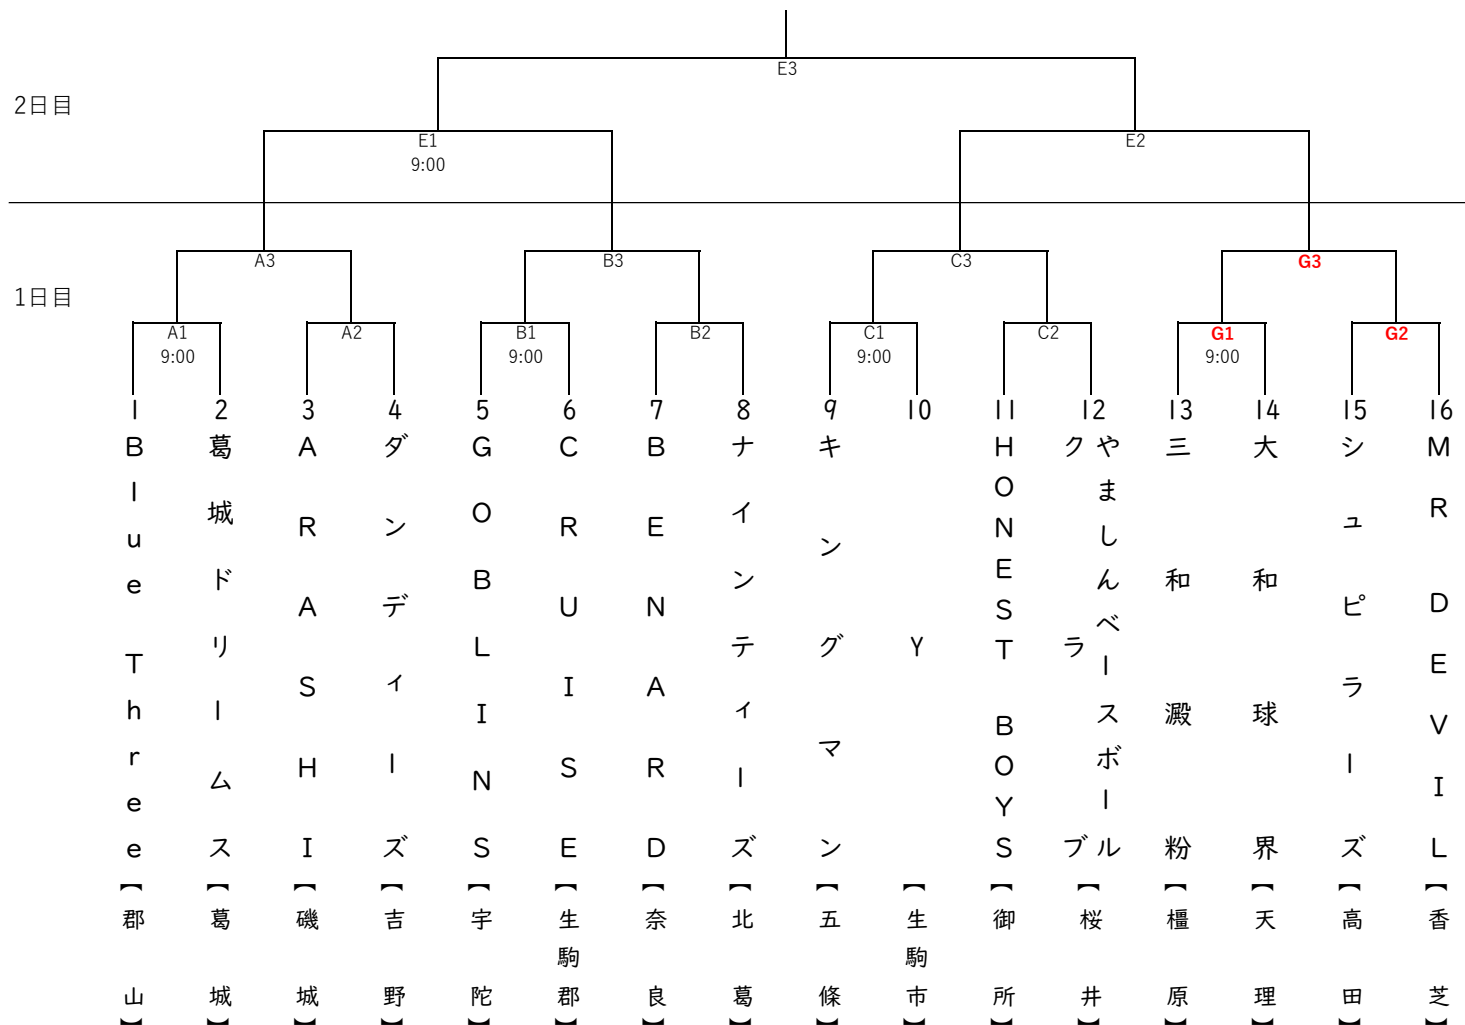 E3
2日目
E1
E2
9:00
A3
B3
C3
G3
1日目
A1
A2
B1
B2
C1
C2
G1
G2
9:00
9:00
9:00
9:00
1
2
3
4
5
6
7
8
9
10
11
12
13
14
15
16
Blue Three
葛城ドリームス
ARASHI
ダンディーズ
GOBLINS
CRUISE
BENARD
ナインティーズ
キングマン
Y
HONEST BOYS
やましんベースボール
クラブ
三和澱粉
大和球界
シュピラーズ
MR DEVIL
【郡山】
【葛城】
【磯城】
【吉野】
【宇陀】
【生駒郡】
【奈良】
【北葛】
【五條】
【生駒市】
【御所】
【桜井】
【橿原】
【天理】
【高田】
【香芝】